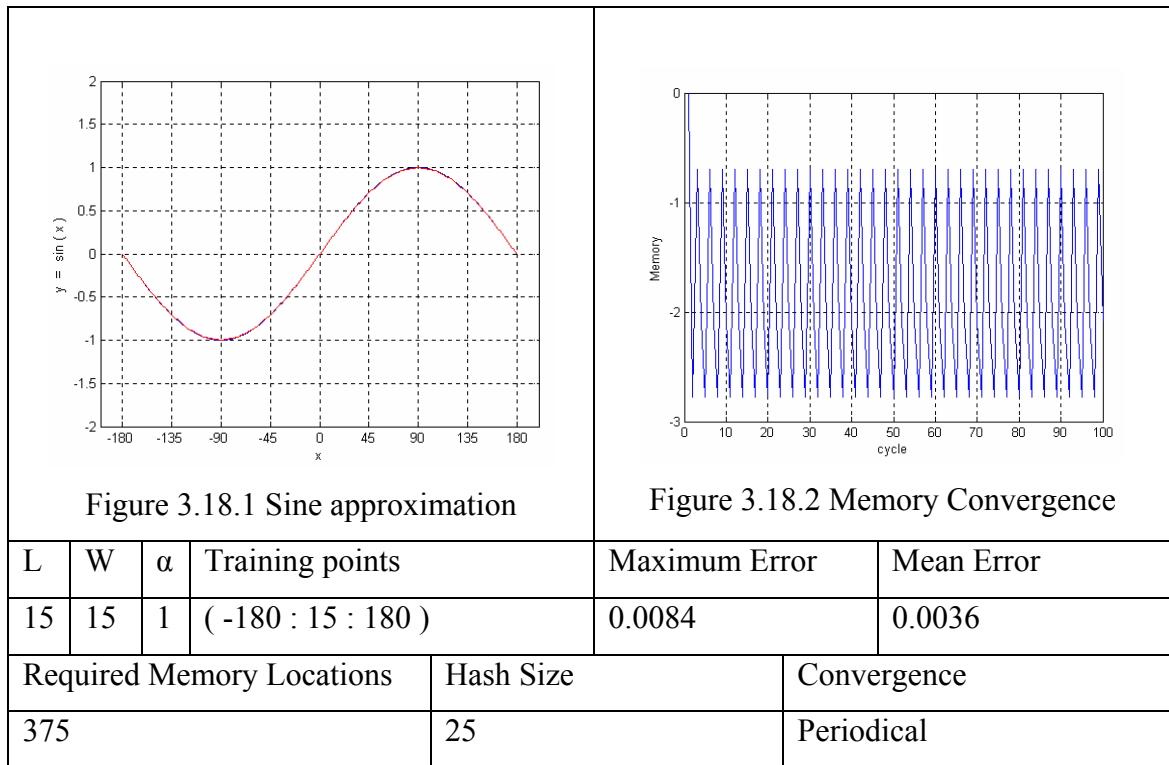 2
1.5
1
0.5
0
-0.5
-1
-1.5
-2
y = sin ( x )
-180 -135 -90 -45 0 45 90 135 180
x
Figure 3.18.1 Sine approximation
0
-1
-2
-3
Memory
0 10 20 30 40 50 60 70 80 90 100
cycle
Figure 3.18.2 Memory Convergence
L W α Training points Maximum Error Mean Error
15 15 1 ( -180 : 15 : 180 ) 0.0084 0.0036
Required Memory Locations Hash Size Convergence
375 25 Periodical